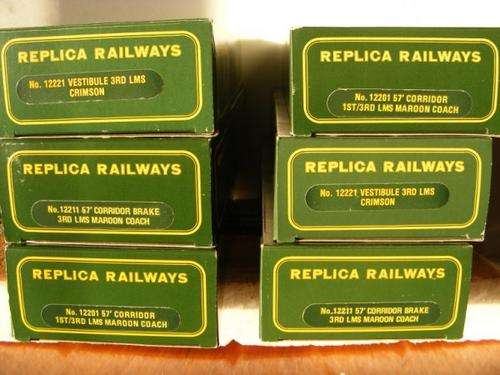 REPLICA RAILWAYS
No. 12221 VESTIBULE 3RD LMS
CRIMSON
REPLICA RAILWAYS
No. 12211 57' CORRIDOR BRAKE
3RD LMS MAROON COACH
REPLICA RAILWAYS
No. 12201 57' CORRIDOR
1ST/3RD LMS MAROON COACH
REPLICA RAILWAYS
No. 12201 57' CORRIDOR
1ST/3RD LMS MAROON COACH
REPLICA RAILWAYS
No. 12221 VESTIBULE 3RD LMS
CRIMSON
REPLICA RAILWAYS
No. 12211 57' CORRIDOR BRAKE
3RD LMS MAROON COACH